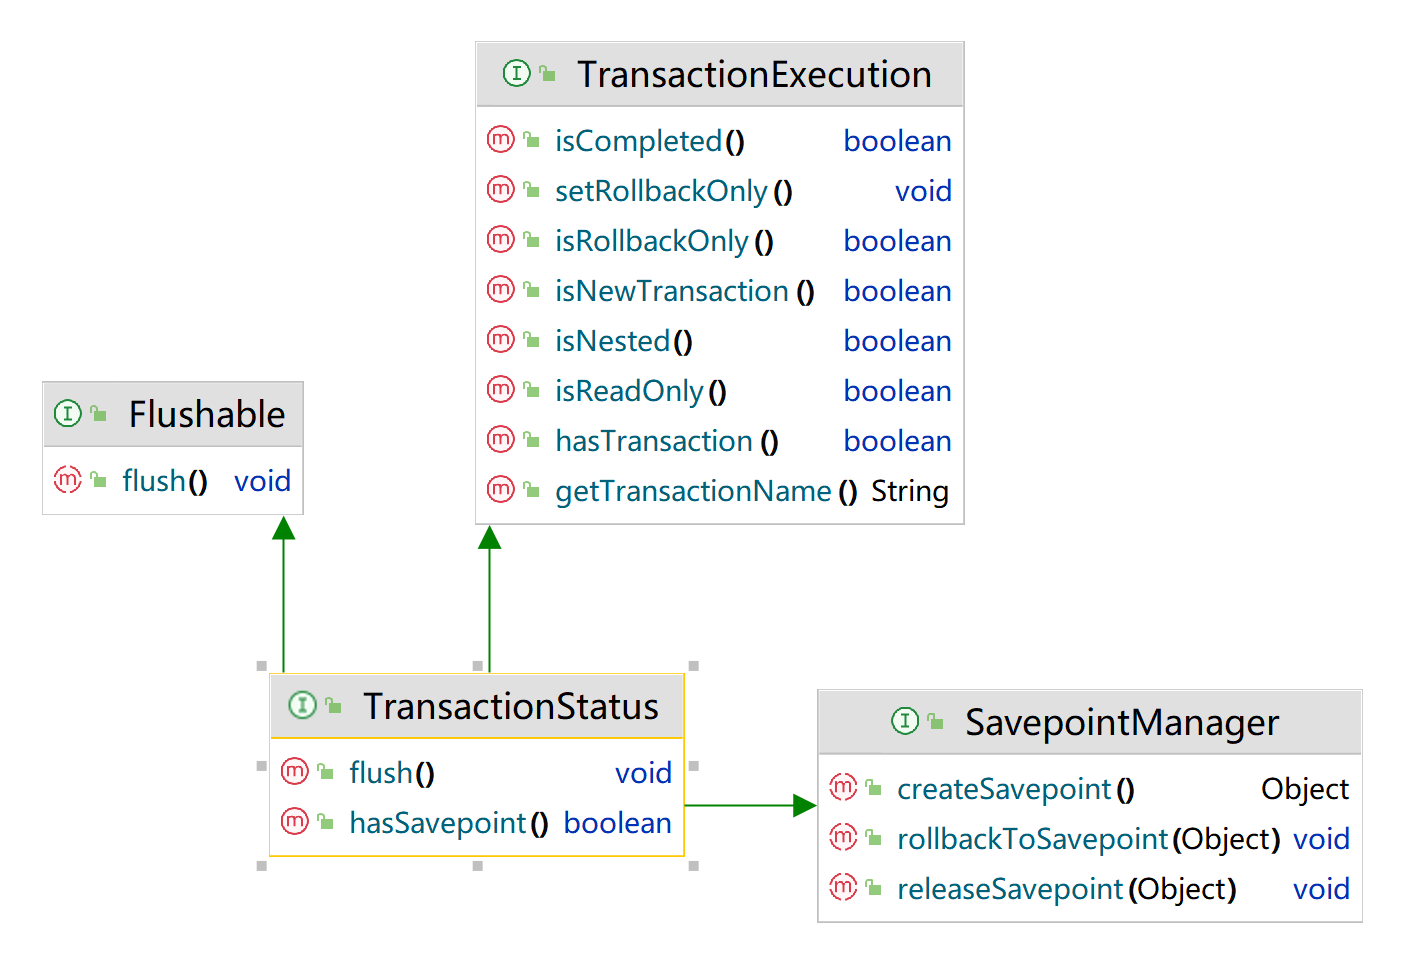 TransactionExecution
isCompleted() boolean
setRollbackOnly() void
isRollbackOnly() boolean
isNewTransaction() boolean
isNested() boolean
isReadOnly() boolean
hasTransaction() boolean
getTransactionName() String
Flushable
flush() void
TransactionStatus
flush() void
hasSavepoint() boolean
SavepointManager
createSavepoint() Object
rollbackToSavepoint(Object) void
releaseSavepoint(Object) void